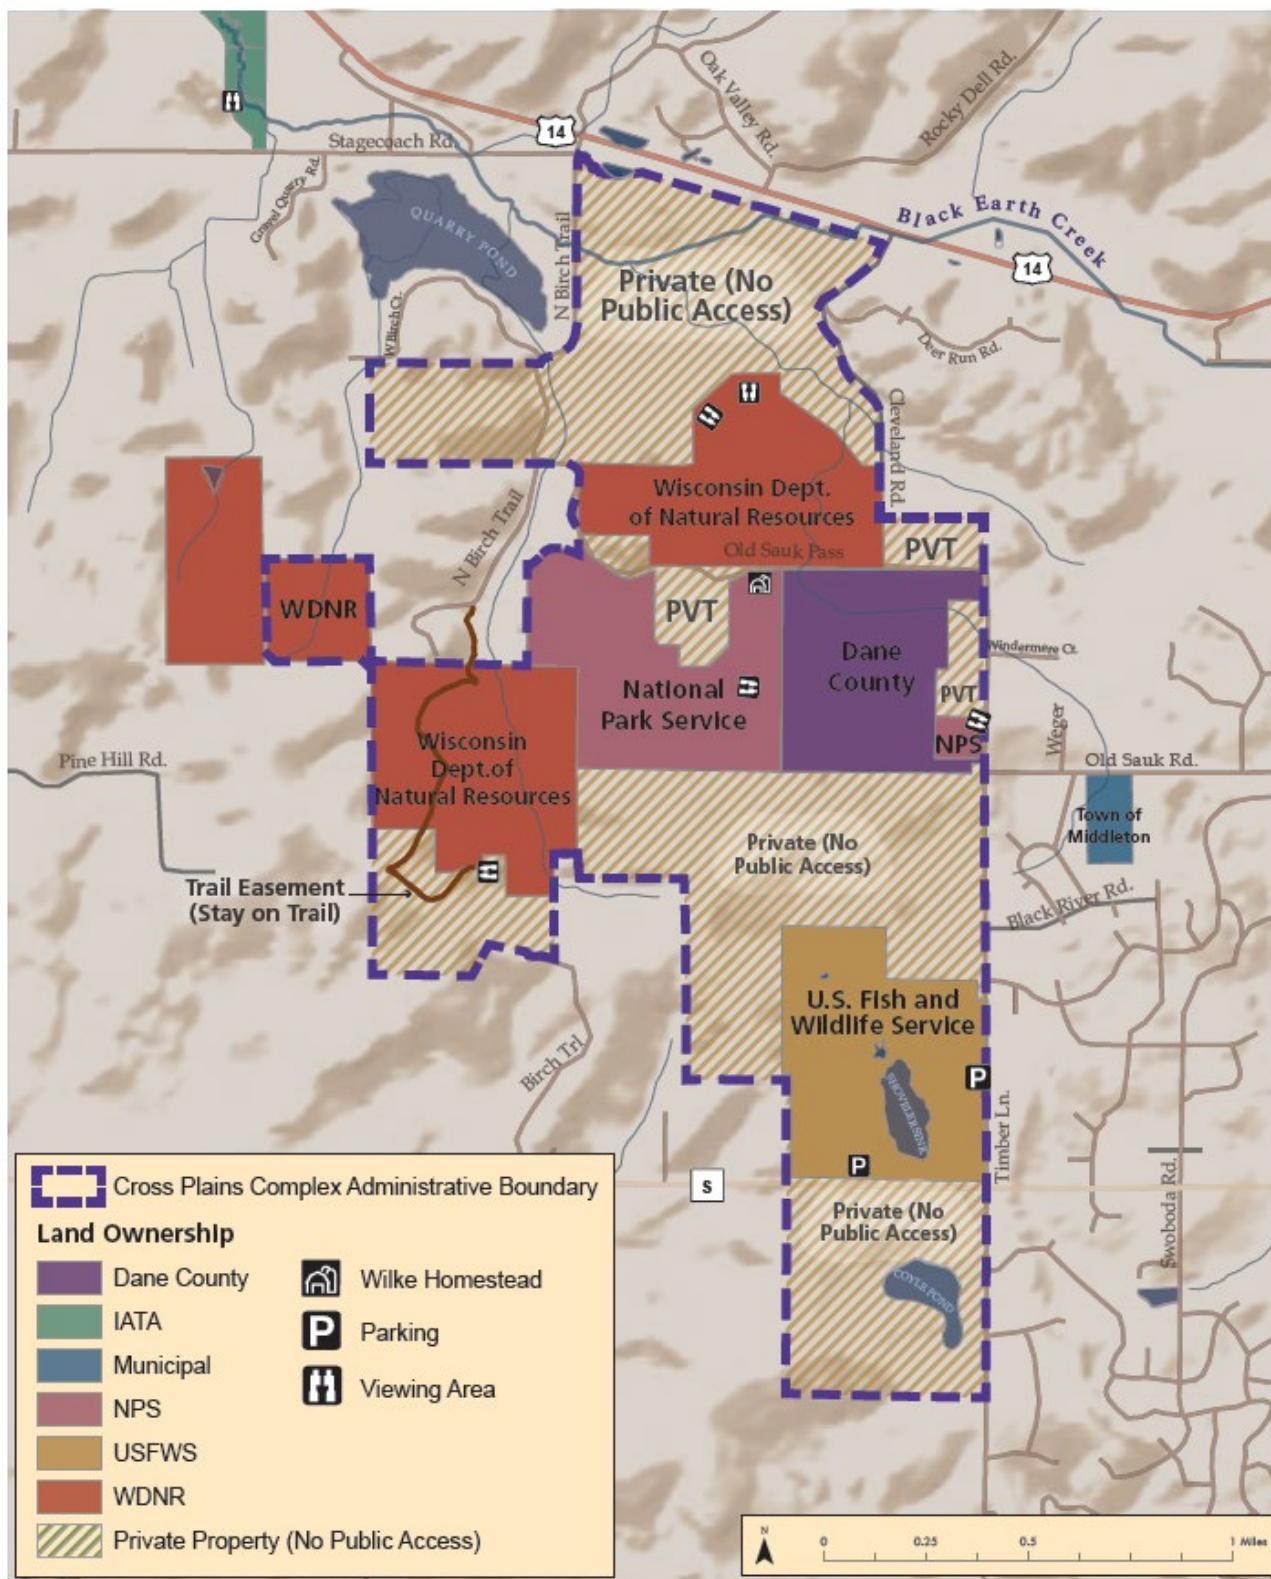 Oak Valley Rd.
Rocky Dell Rd.
14
Stagecoach Rd.
Gravel Quarry Rd.
QUARRY POND
N Birch Trail
Black Earth Creek
14
Private (No
Public Access)
W Birch Ct.
Deer Run Rd.
Cleveland Rd.
Wisconsin Dept.
of Natural Resources
N Birch Trail
Old Sauk Pass
PVT
WDNR
PVT
Dane
County
Windermere Ct.
National
Park Service
PVT
NPS
Weger
Old Sauk Rd.
Pine Hill Rd.
Wisconsin
Dept.of
Natural Resources
Town of
Middleton
Private (No
Public Access)
Trail Easement
(Stay on Trail)
Black River Rd.
U.S. Fish and
Wildlife Service
Birch Trl.
SHOVELER SINK
P
Timber Ln.
P
S
Swoboda Rd.
Private (No
Public Access)
COYLE POND
Cross Plains Complex Administrative Boundary
Land Ownership
Dane County
IATA
Municipal
NPS
USFWS
WDNR
Private Property (No Public Access)
Wilke Homestead
P Parking
Viewing Area
N
0 0.25 0.5 1 Miles